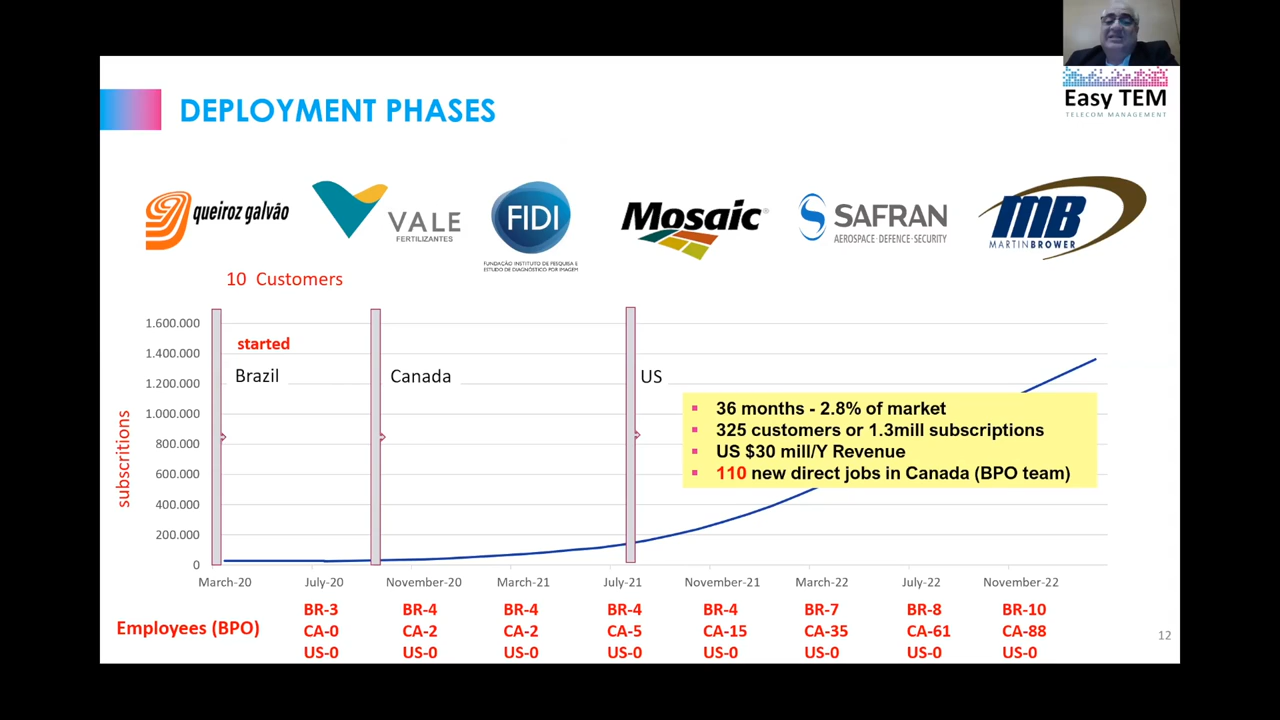 DEPLOYMENT PHASES
Easy TEM
TELECOM MANAGEMENT
queiroz galvão
VALE
FERTILIZANTES
FIDI
FUNDAÇÃO INSTITUTO DE PESQUISA E
ESTUDO DE DIAGNÓSTICO POR IMAGEM
Mosaic
SAFRAN
AEROSPACE·DEFENCE·SECURITY
MB
MARTINBROWER
10 Customers
1.600.000
1.400.000
1.200.000
1.000.000
800.000
600.000
400.000
200.000
0
subscritions
started
Brazil
Canada
US
36 months - 2.8% of market
325 customers or 1.3mill subscriptions
US $30 mill/Y Revenue
110 new direct jobs in Canada (BPO team)
March-20 July-20 November-20 March-21 July-21 November-21 March-22 July-22 November-22
Employees (BPO)
BR-3 BR-4 BR-4 BR-4 BR-4 BR-7 BR-8 BR-10
CA-0 CA-2 CA-2 CA-5 CA-15 CA-35 CA-61 CA-88
US-0 US-0 US-0 US-0 US-0 US-0 US-0 US-0
12